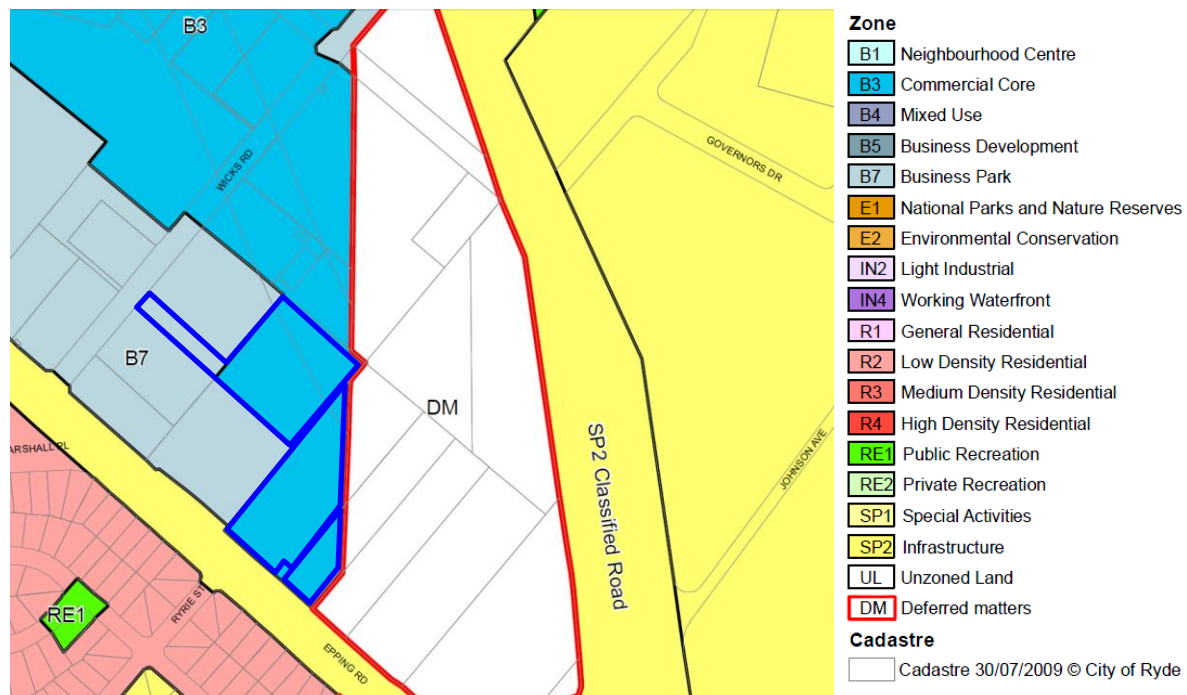 B3
WICKS RD
GOVERNORS DR
B7
DM
SP2 Classified Road
JOHNSON AVE
ARSHALL PL
RE1
RYRIE ST
EPPING RD
Zone
B1 Neighbourhood Centre
B3 Commercial Core
B4 Mixed Use
B5 Business Development
B7 Business Park
E1 National Parks and Nature Reserves
E2 Environmental Conservation
IN2 Light Industrial
IN4 Working Waterfront
R1 General Residential
R2 Low Density Residential
R3 Medium Density Residential
R4 High Density Residential
RE1 Public Recreation
RE2 Private Recreation
SP1 Special Activities
SP2 Infrastructure
UL Unzoned Land
DM Deferred matters
Cadastre
Cadastre 30/07/2009 © City of Ryde